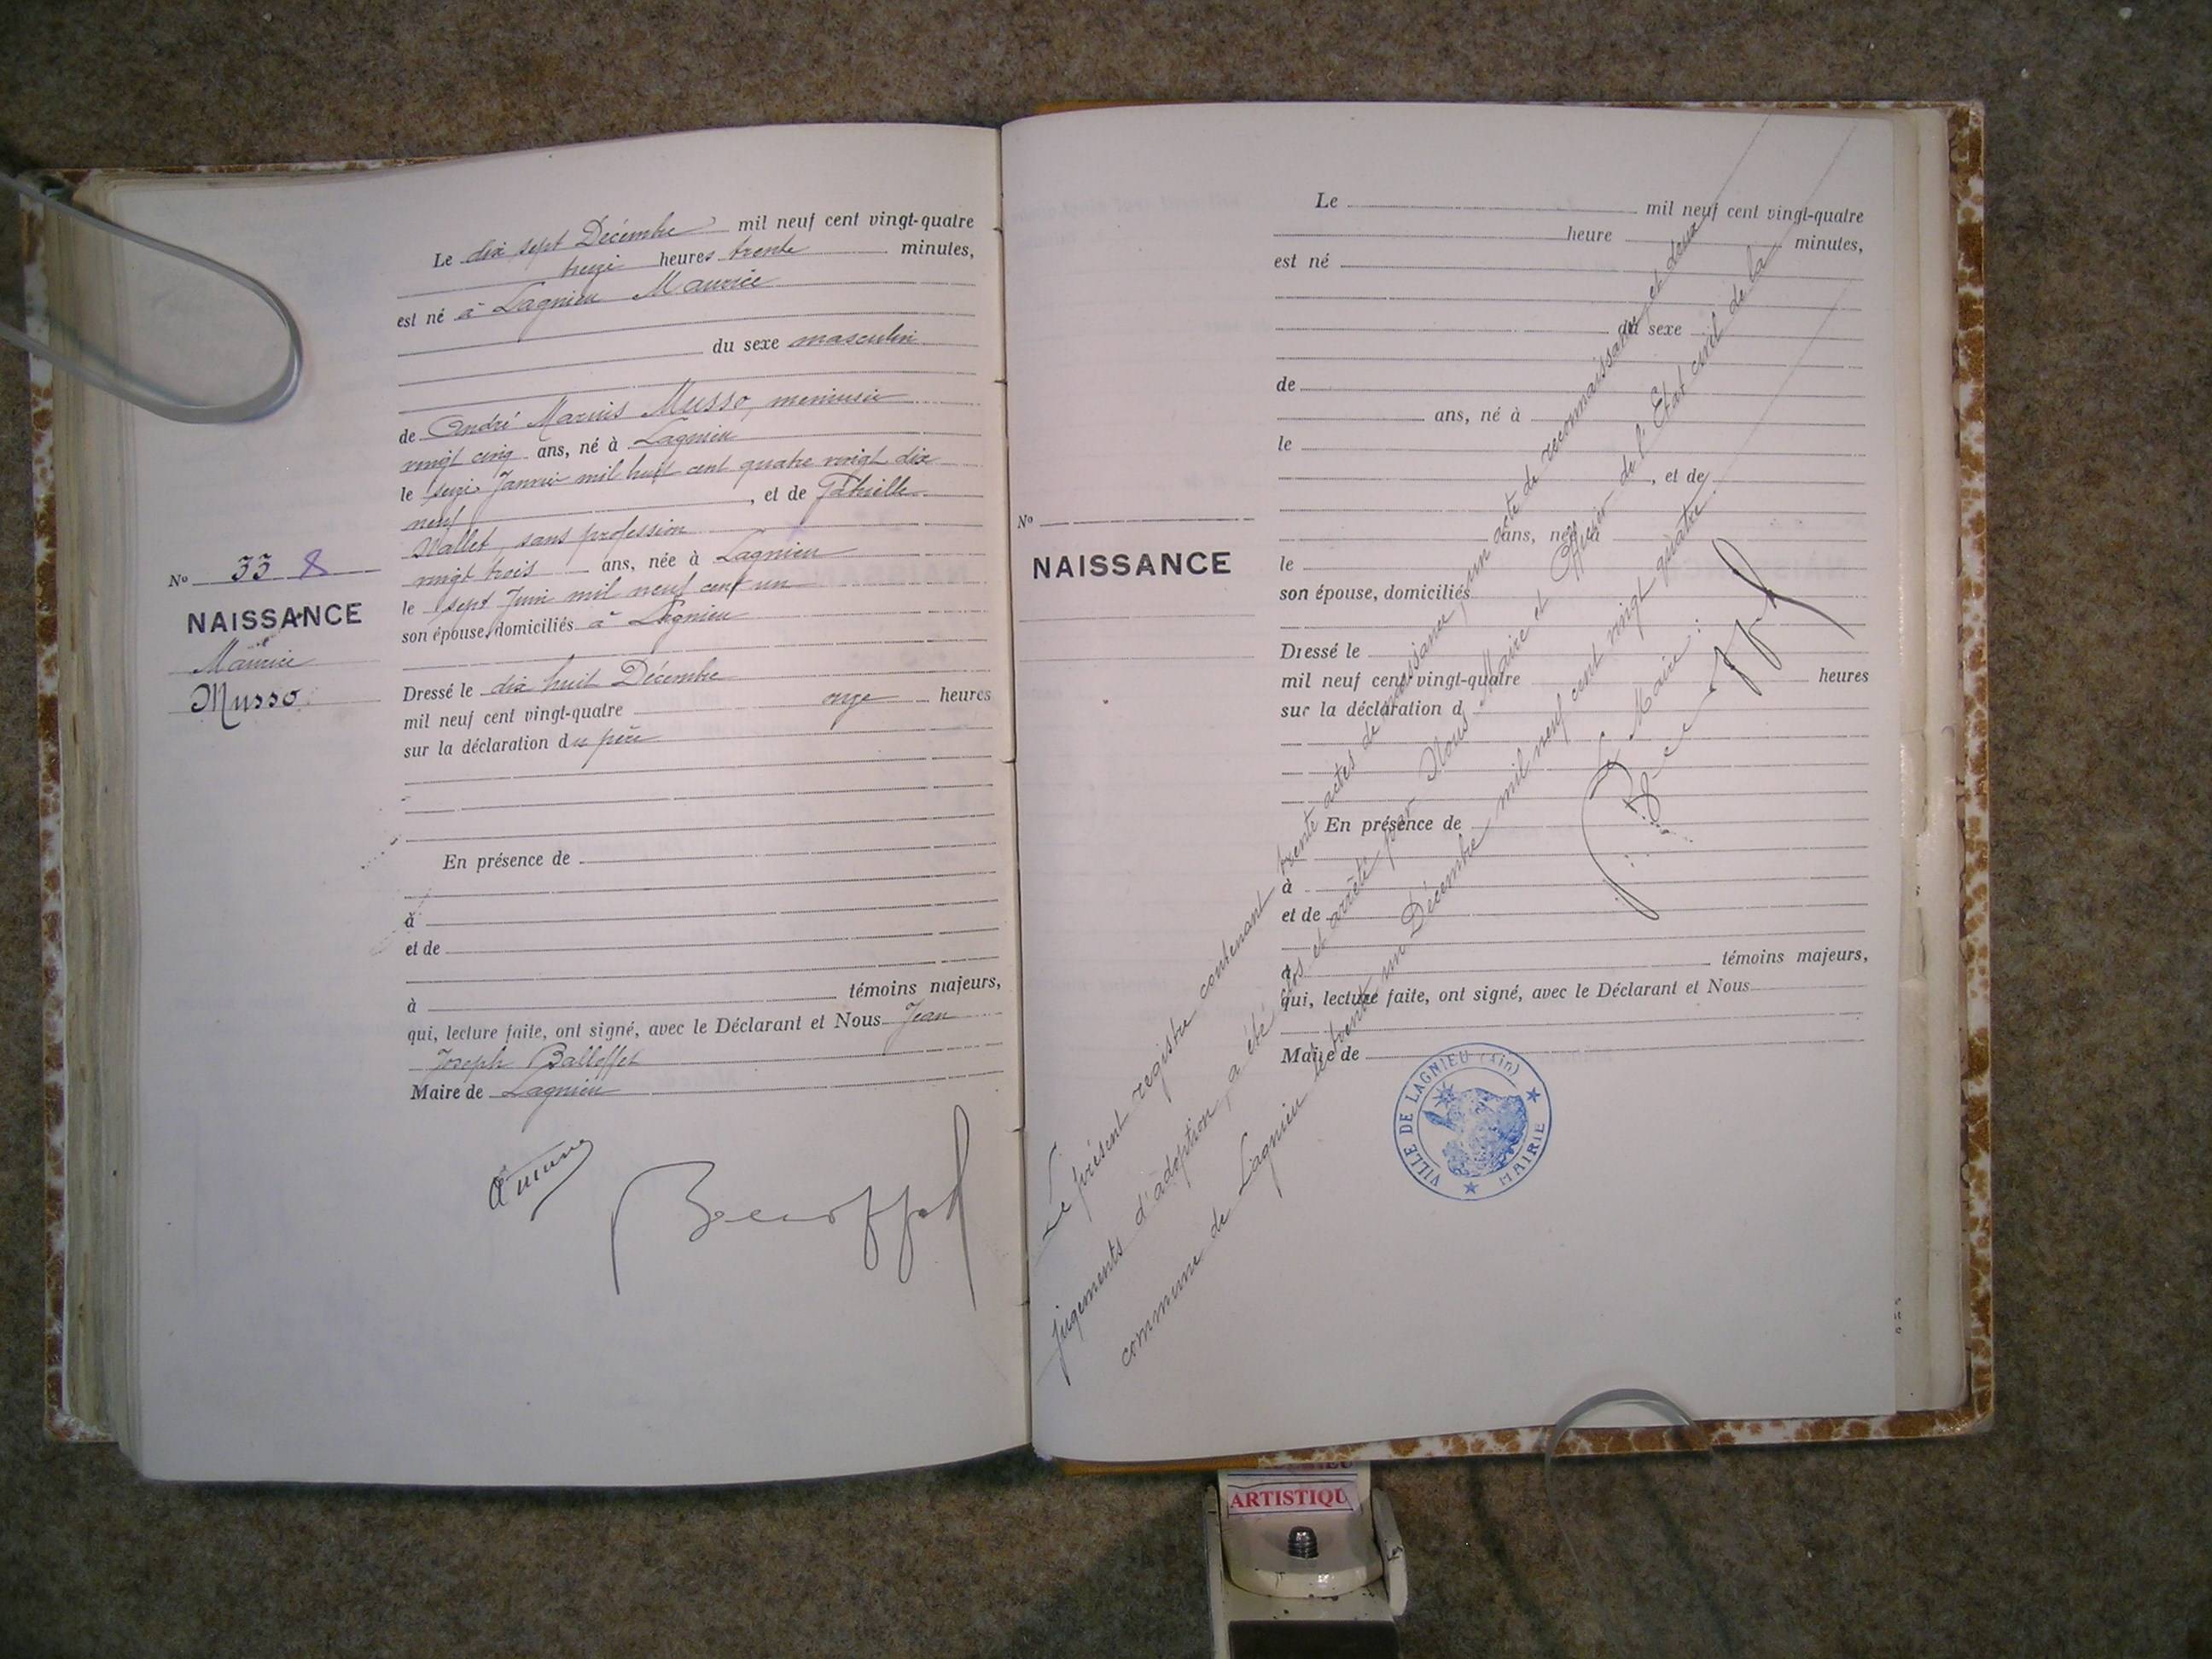 Le dix sept Décembre mil neuf cent vingt-quatre
treize heures trente minutes,
est né à Lagnieu Maurice
du sexe masculin
de André Marius Musso, menuisier
vingt cinq ans, né à Lagnieu
le seize Janvier mil huit cent quatre vingt dix
neuf, et de Gabrielle
Vallet, sans profession
vingt trois ans, née à Lagnieu
le sept Juin mil neuf cent un
son épouse, domiciliés à Lagnieu
No 33 8
NAISSANCE
Maurice
Musso
Dressé le dix huit Décembre
mil neuf cent vingt-quatre onze heures
sur la déclaration du père
En présence de
à
et de
à témoins majeurs,
qui, lecture faite, ont signé, avec le Déclarant et Nous Jean
Joseph Balloffet
Maire de Lagnieu
Le mil neuf cent vingt-quatre
heure minutes,
est né
du sexe
de
ans, né à
le
, et de
No
NAISSANCE
ans, née à
le
son épouse, domiciliés
Dressé le
mil neuf cent vingt-quatre heures
sur la déclaration d
En présence de
à
et de
à témoins majeurs,
qui, lecture faite, ont signé, avec le Déclarant et Nous
Maire de
Le présent registre contenant trente actes de naissance, un acte de reconnaissance et deux
jugements d'adoption, a été clos et arrêté par Nous Maire et Officier de l'Etat civil de la
commune de Lagnieu le trente un Décembre mil neuf cent vingt quatre.
Le Maire :
VILLE DE LAGNIEU (Ain)
MAIRIE
ARTISTIQU